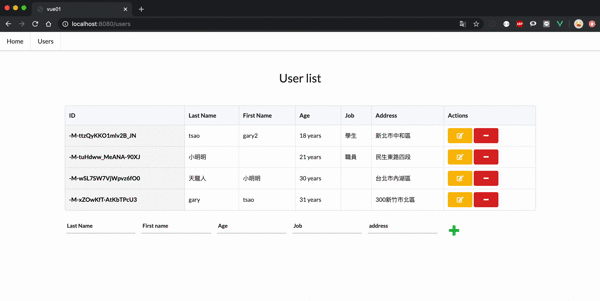 vue01
localhost:8080/users
Home Users
User list
ID Last Name First Name Age Job Address Actions
-M-ttzQyKKO1mlv2B_JN tsao gary2 18 years 學生 新北市中和區
-M-tuHdww_MeANA-90XJ 小明明 21 years 職員 民生東路四段
-M-w5L7SW7VjWpvz6fO0 天龍人 小明明 30 years 台北市內湖區
-M-xZOwKfT-AtKbTPcU3 gary tsao 31 years 300新竹市北區
Last Name First name Age Job address